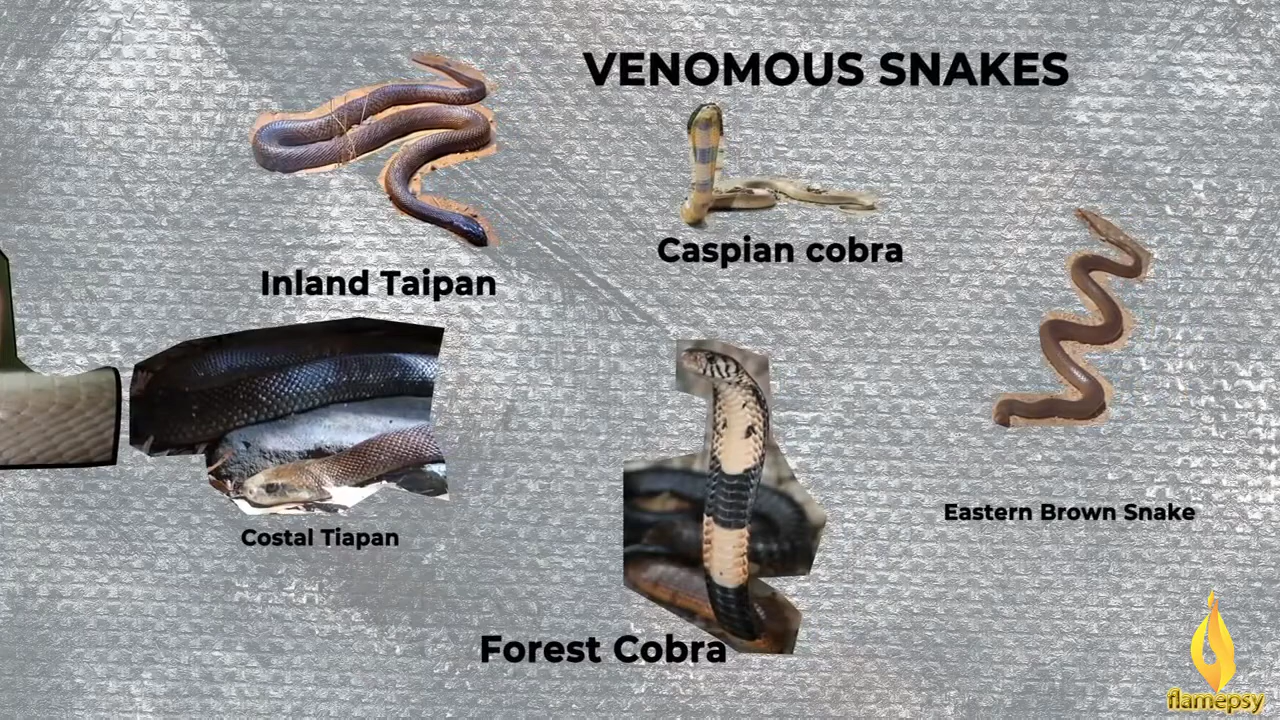 VENOMOUS SNAKES
Inland Taipan
Caspian cobra
Costal Tiapan
Eastern Brown Snake
Forest Cobra
flamepsy